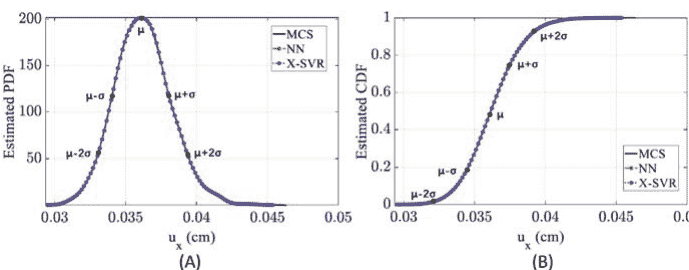 200
150
100
50
Estimated PDF
μ
μ-σ
μ+σ
μ-2σ
μ+2σ
MCS
NN
X-SVR
0.03
0.035
0.04
0.045
0.05
u_x (cm)
(A)
1
0.8
0.6
0.4
0.2
0
Estimated CDF
μ+2σ
μ+σ
μ
μ-σ
μ-2σ
MCS
NN
X-SVR
0.03
0.035
0.04
0.045
0.05
u_x (cm)
(B)